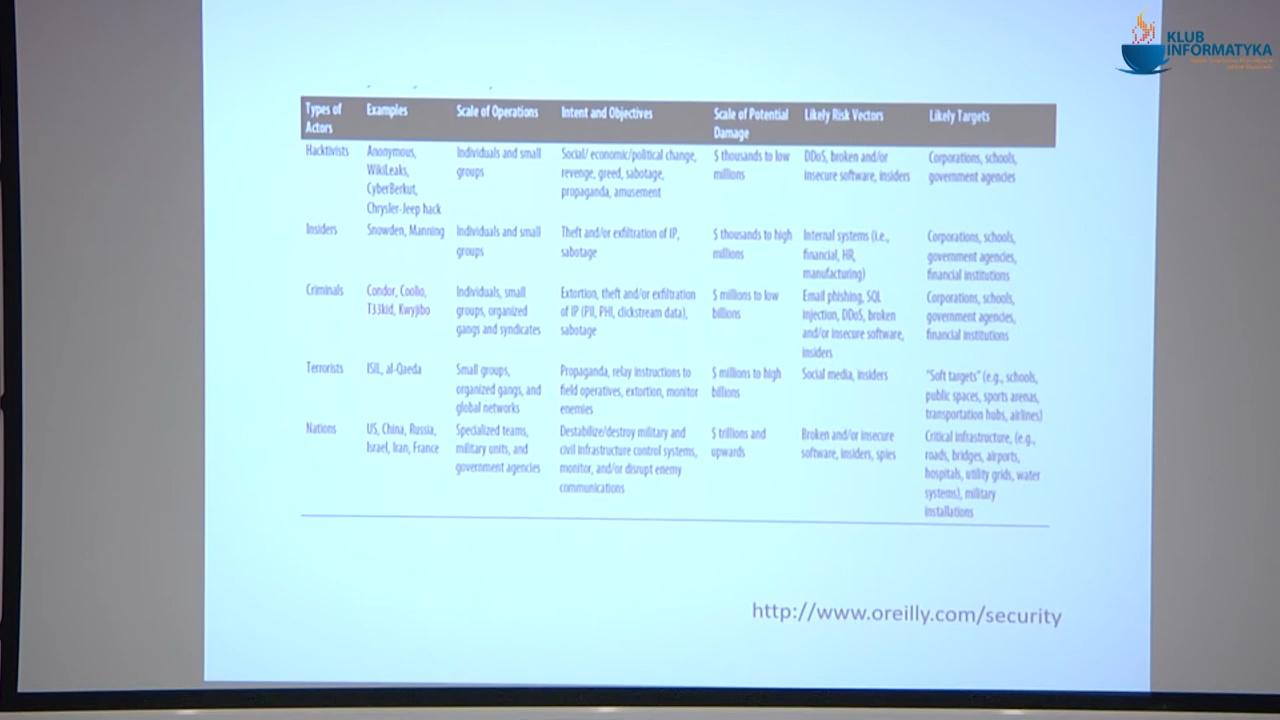 KLUB
INFORMATYKA
Types of
Actors
Examples
Scale of Operations
Intent and Objectives
Scale of Potential
Damage
Likely Risk Vectors
Likely Targets
Hacktivists
Anonymous,
WikiLeaks,
CyberBerkut,
Chrysler-Jeep hack
Individuals and small
groups
Social/ economic/political change,
revenge, greed, sabotage,
propaganda, amusement
$ thousands to low
millions
DDoS, broken and/or
insecure software, insiders
Corporations, schools,
government agencies
Insiders
Snowden, Manning
Individuals and small
groups
Theft and/or exfiltration of IP,
sabotage
$ thousands to high
millions
Internal systems (i.e.,
financial, HR,
manufacturing)
Corporations, schools,
government agencies,
financial institutions
Criminals
Condor, Coolio,
T33kid, Kwyjibo
Individuals, small
groups, organized
gangs and syndicates
Extortion, theft and/or exfiltration
of IP (PII, PHI, clickstream data),
sabotage
$ millions to low
billions
Email phishing, SQL
injection, DDoS, broken
and/or insecure software,
insiders
Corporations, schools,
government agencies,
financial institutions
Terrorists
ISIL, al-Qaeda
Small groups,
organized gangs, and
global networks
Propaganda, relay instructions to
field operatives, extortion, monitor
enemies
$ millions to high
billions
Social media, insiders
"Soft targets" (e.g., schools,
public spaces, sports arenas,
transportation hubs, airlines)
Nations
US, China, Russia,
Israel, Iran, France
Specialized teams,
military units, and
government agencies
Destabilize/destroy military and
civil infrastructure control systems,
monitor, and/or disrupt enemy
communications
$ trillions and
upwards
Broken and/or insecure
software, insiders, spies
Critical infrastructure, (e.g.,
roads, bridges, airports,
hospitals, utility grids, water
systems), military
installations
http://www.oreilly.com/security